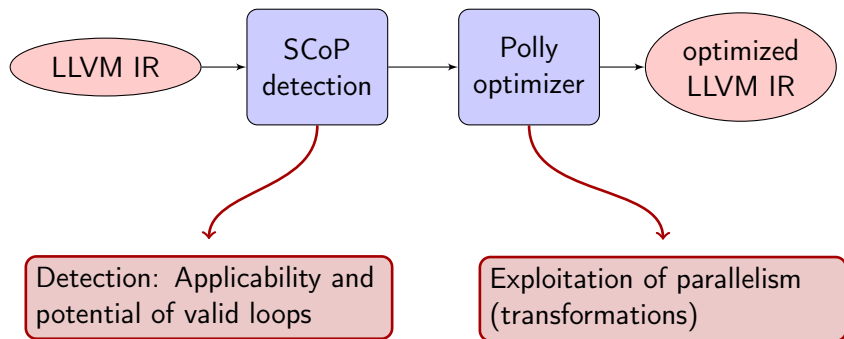 LLVM IR
SCoP
detection
Polly
optimizer
optimized
LLVM IR
Detection: Applicability and
potential of valid loops
Exploitation of parallelism
(transformations)